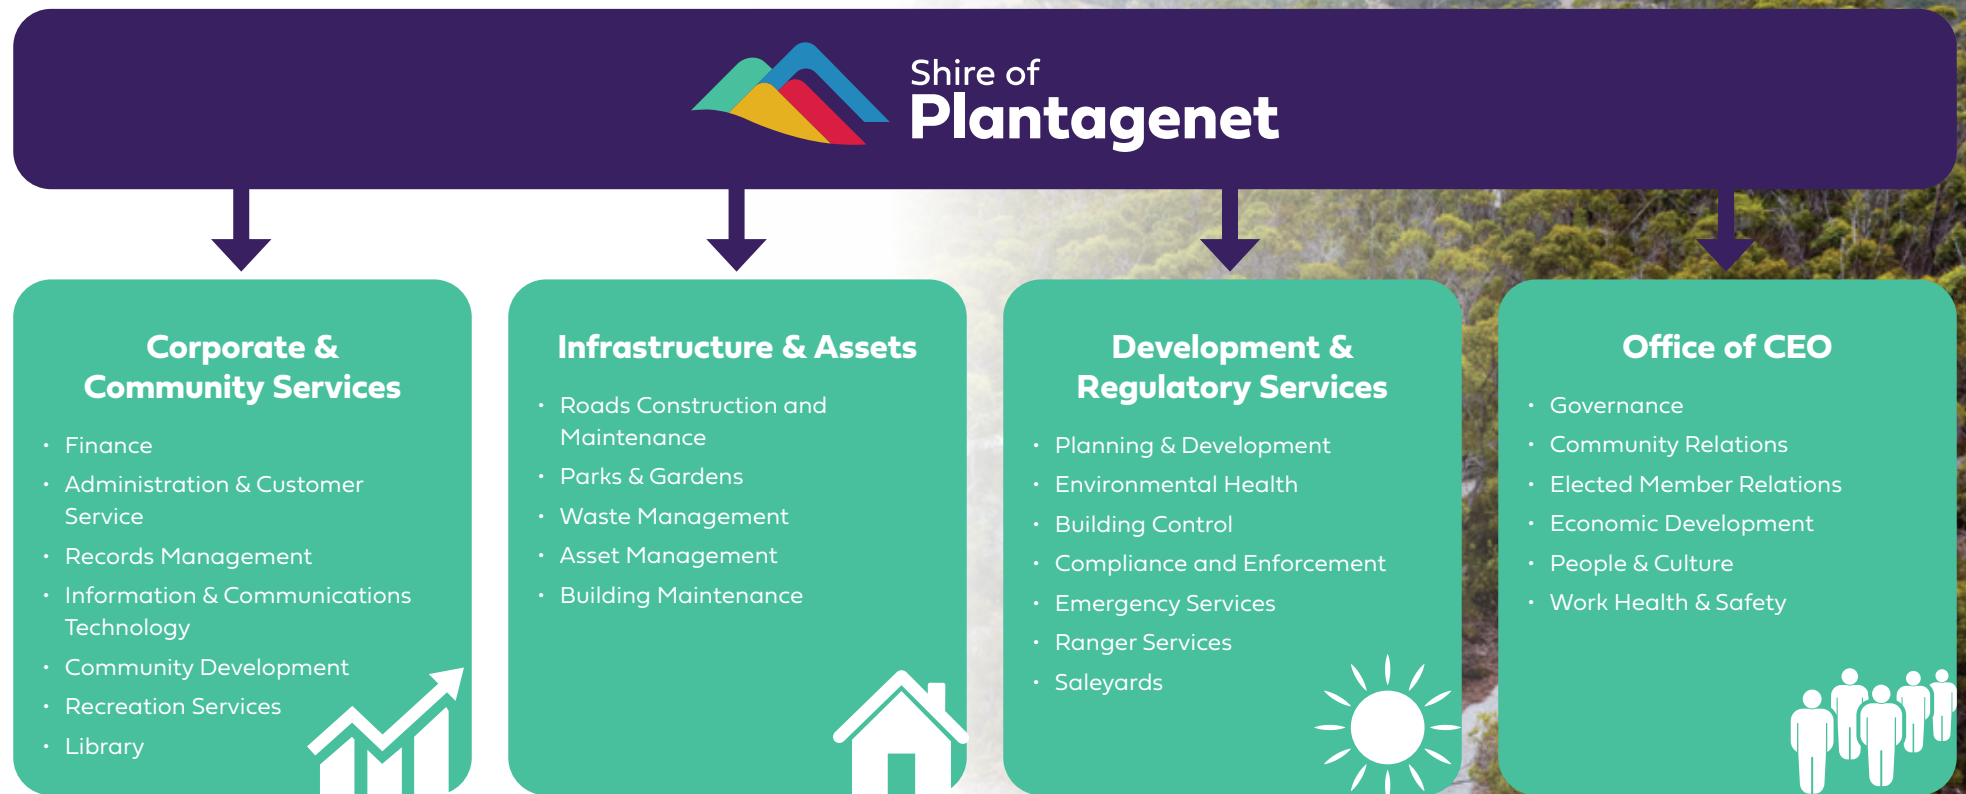 Shire of
Plantagenet
Corporate &
Community Services
• Finance
• Administration & Customer
Service
• Records Management
• Information & Communications
Technology
• Community Development
• Recreation Services
• Library
Infrastructure & Assets
• Roads Construction and
Maintenance
• Parks & Gardens
• Waste Management
• Asset Management
• Building Maintenance
Development &
Regulatory Services
• Planning & Development
• Environmental Health
• Building Control
• Compliance and Enforcement
• Emergency Services
• Ranger Services
• Saleyards
Office of CEO
• Governance
• Community Relations
• Elected Member Relations
• Economic Development
• People & Culture
• Work Health & Safety